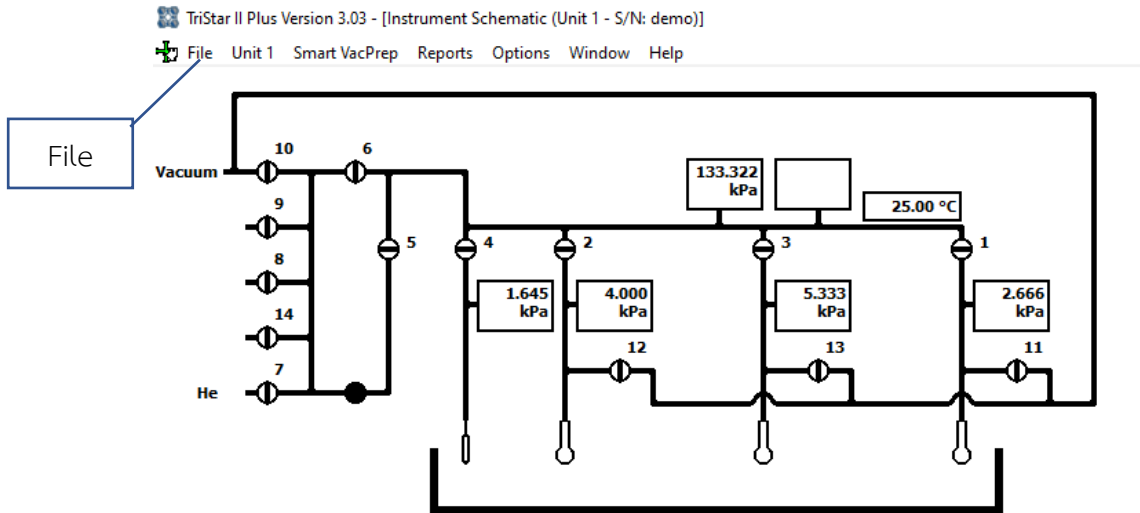 TriStar II Plus Version 3.03 - [Instrument Schematic (Unit 1 - S/N: demo)]
File Unit 1 Smart VacPrep Reports Options Window Help
File
10
6
Vacuum
133.322
kPa
25.00 °C
9
5
4
2
3
1
8
1.645
kPa
4.000
kPa
5.333
kPa
2.666
kPa
14
12
13
11
7
He